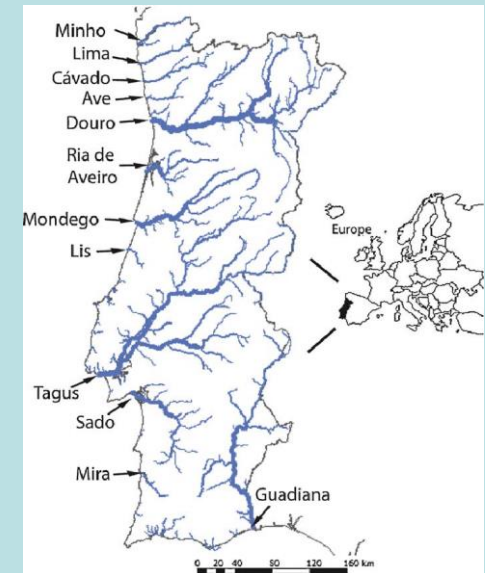 Minho
Lima
Cávado
Ave
Douro
Ria de
Aveiro
Mondego
Lis
Europe
Tagus
Sado
Mira
Guadiana
0 20 40 80 120 160 km